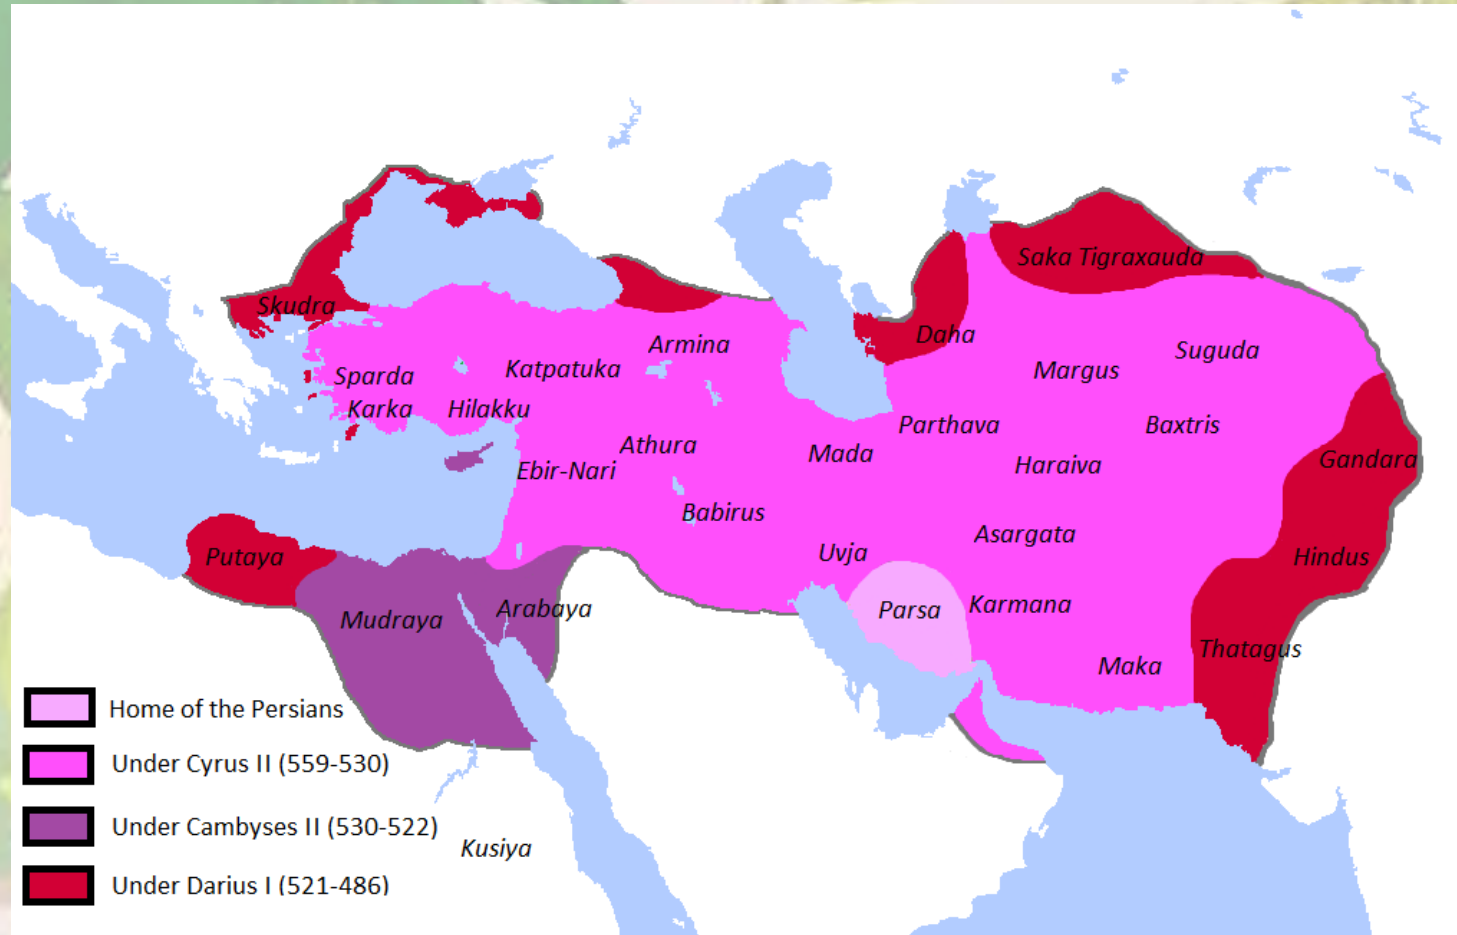 Saka Tigraxauda
Skudra
Daha
Armina
Suguda
Katpatuka
Margus
Sparda
Karka
Hilakku
Parthava
Baxtris
Athura
Mada
Ebir-Nari
Haraiva
Gandara
Babirus
Asargata
Uvja
Putaya
Hindus
Mudraya
Arabaya
Parsa
Karmana
Thatagus
Maka
Home of the Persians
Under Cyrus II (559-530)
Under Cambyses II (530-522)
Kusiya
Under Darius I (521-486)